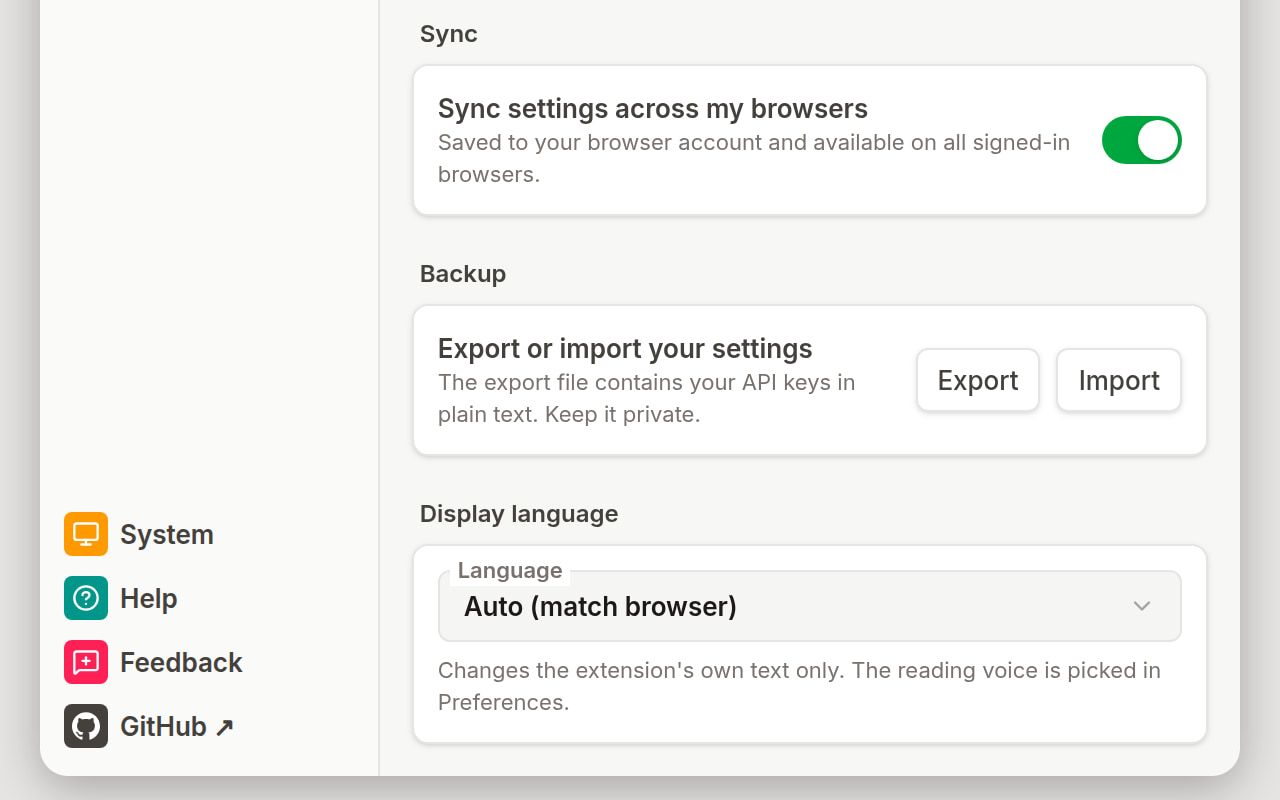 Sync
Sync settings across my browsers
Saved to your browser account and available on all signed-in
browsers.
Backup
Export or import your settings
The export file contains your API keys in
plain text. Keep it private.
Export
Import
Display language
Language
Auto (match browser)
Changes the extension's own text only. The reading voice is picked in
Preferences.
System
Help
Feedback
GitHub ↗